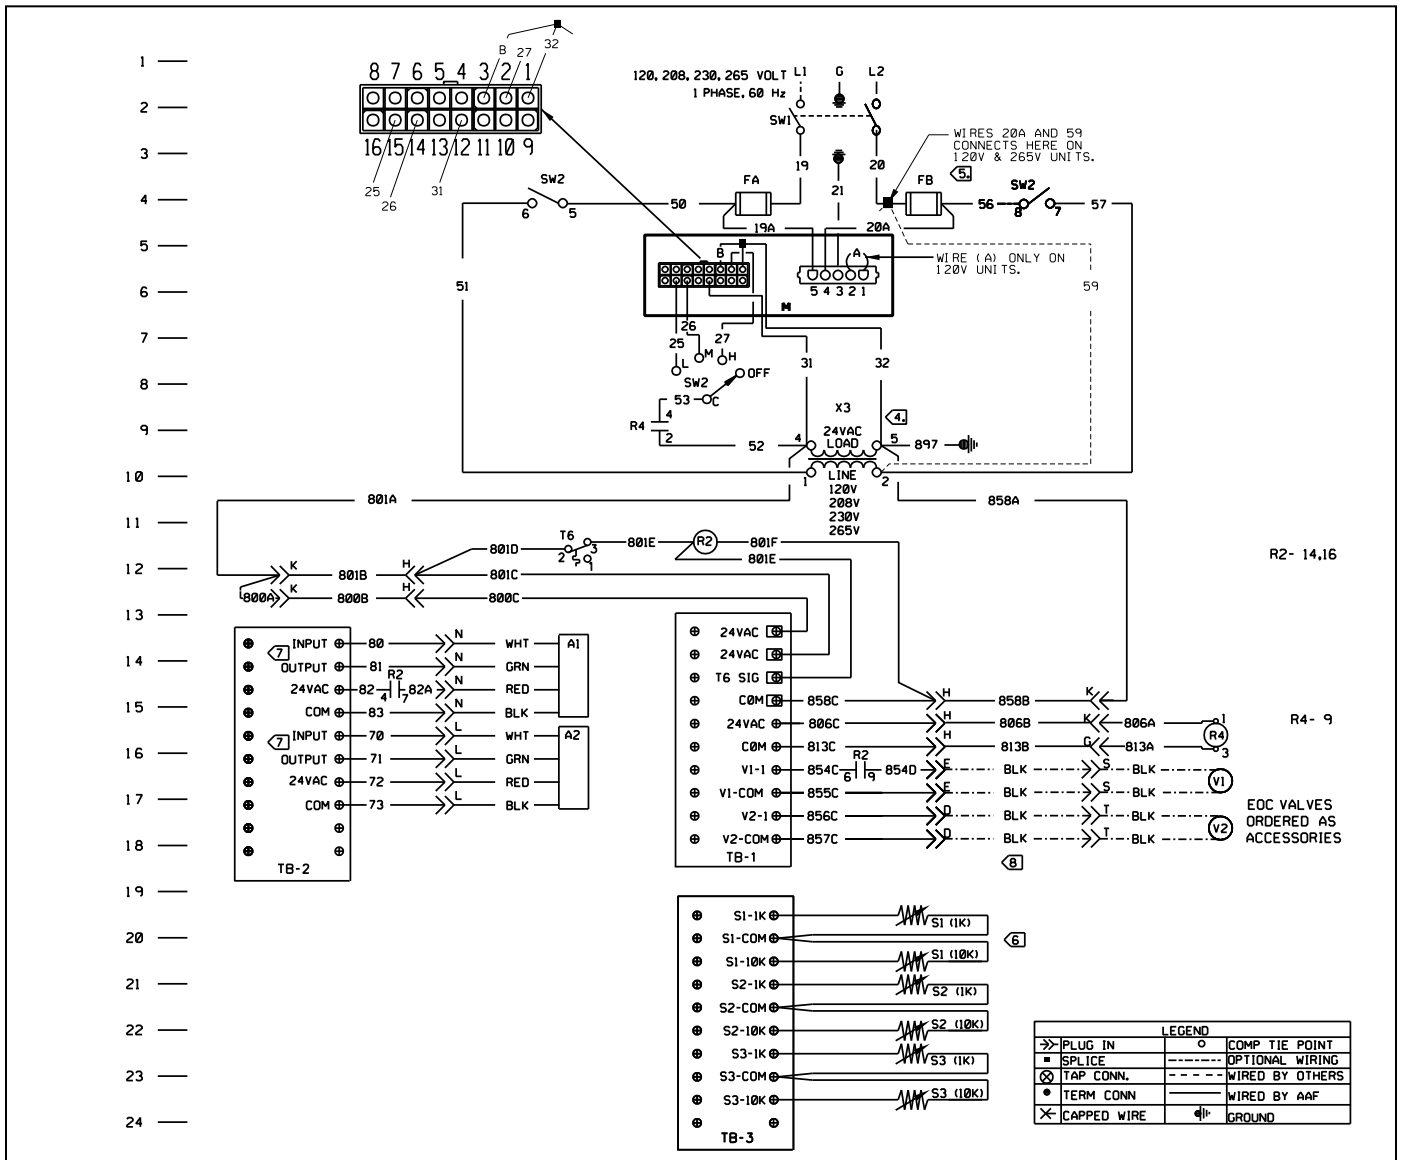 1
2
3
4
5
6
7
8
9
10
11
12
13
14
15
16
17
18
19
20
21
22
23
24
8 7 6 5 4 3 2 1
16 15 14 13 12 11 10 9
B 27 32
25
26
31
120, 208, 230, 265 VOLT
1 PHASE, 60 Hz
L1 G L2
SW1
19 21 20
WIRES 20A AND 59
CONNECTS HERE ON
120V & 265V UNITS.
5.
SW2
6 5
50
FA
FB
56
SW2
8 7
57
19A
20A
B
A
WIRE (A) ONLY ON
120V UNITS.
5 4 3 2 1
M
51
59
26
25
27
L
M
H
OFF
SW2
C
53
R4
4
2
52
31
32
X3
4.
24VAC
LOAD
4
5
897
1
2
LINE
120V
208V
230V
265V
801A
858A
T6
801D
2
3
1
801E
R2
801F
801E
R2- 14,16
K
801B
H
801C
800A
K
800B
H
800C
7
INPUT 80 N WHT A1
OUTPUT 81 N GRN
R2
24VAC 82 4 7 82A N RED
COM 83 N BLK
7
INPUT 70 L WHT A2
OUTPUT 71 L GRN
24VAC 72 L RED
COM 73 L BLK
TB-2
24VAC
24VAC
T6 SIG
COM 858C H 858B K
24VAC 806C H 806B K 806A 1
R4
R4- 9
COM 813C H 813B G 813A 3
R2
V1-1 854C 6 9 854D E BLK S BLK
V1
V1-COM 855C E BLK S BLK
V2-1 856C D BLK T BLK
V2
V2-COM 857C D BLK T BLK
TB-1
EOC VALVES
ORDERED AS
ACCESSORIES
8
S1-1K S1 (1K)
S1-COM
6
S1-10K S1 (10K)
S2-1K S2 (1K)
S2-COM
S2-10K S2 (10K)
S3-1K S3 (1K)
S3-COM
S3-10K S3 (10K)
TB-3
LEGEND
PLUG IN COMP TIE POINT
SPLICE OPTIONAL WIRING
TAP CONN. WIRED BY OTHERS
TERM CONN WIRED BY AAF
CAPPED WIRE GROUND